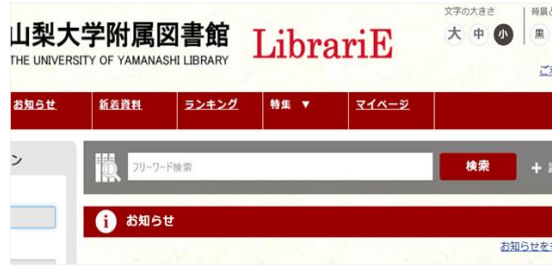 文字の大きさ
山梨大学附属図書館
THE UNIVERSITY OF YAMANASHI LIBRARY
LibrariE
大 中 小 黒
お知らせ 新着資料 ランキング 特集 ▼ マイページ
ン
フリーワード検索 検索 +
お知らせ
お知らせを